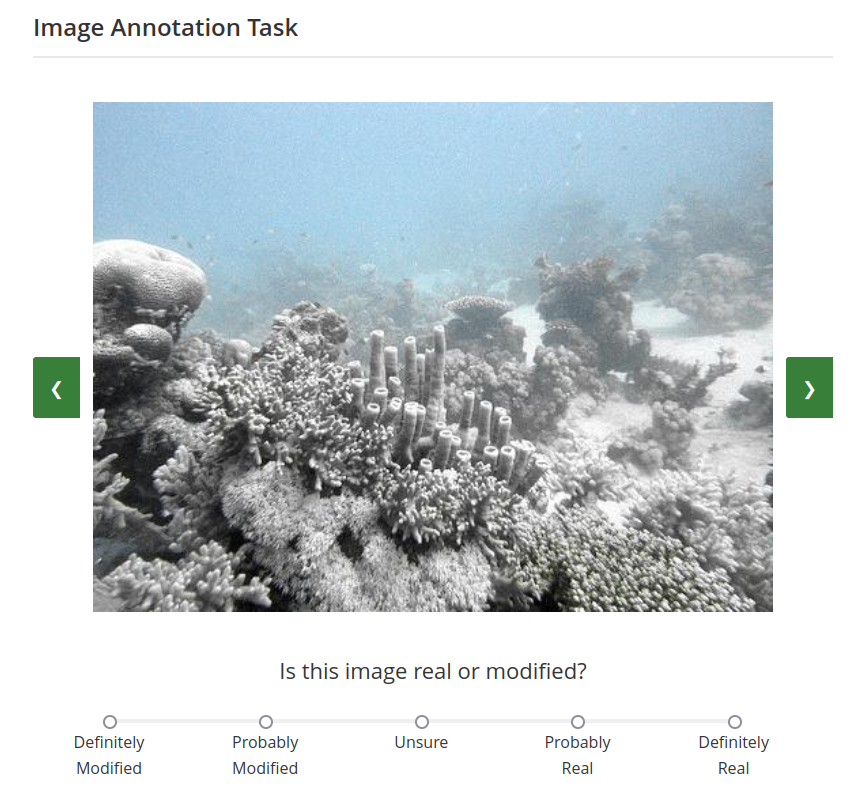 Image Annotation Task
Is this image real or modified?
Definitely Modified
Probably Modified
Unsure
Probably Real
Definitely Real